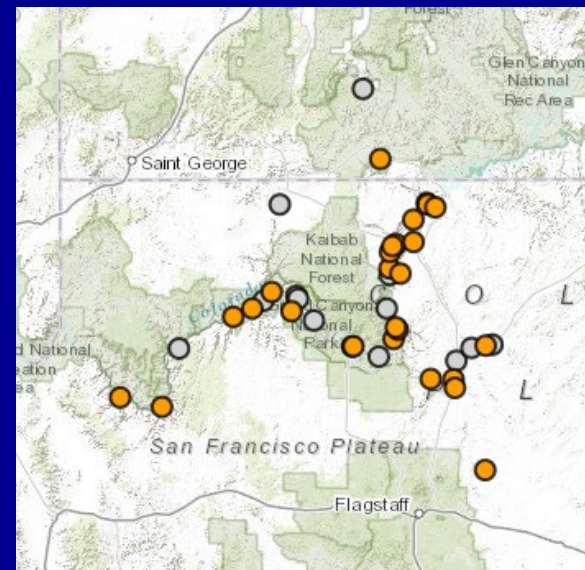 Forest
Glen Canyon
National
Rec Area
Saint George
Kaibab
National
Forest
Colorado
Canyon
National
Park
O
L
d National
eation
ea
L
San Francisco Plateau
Flagstaff